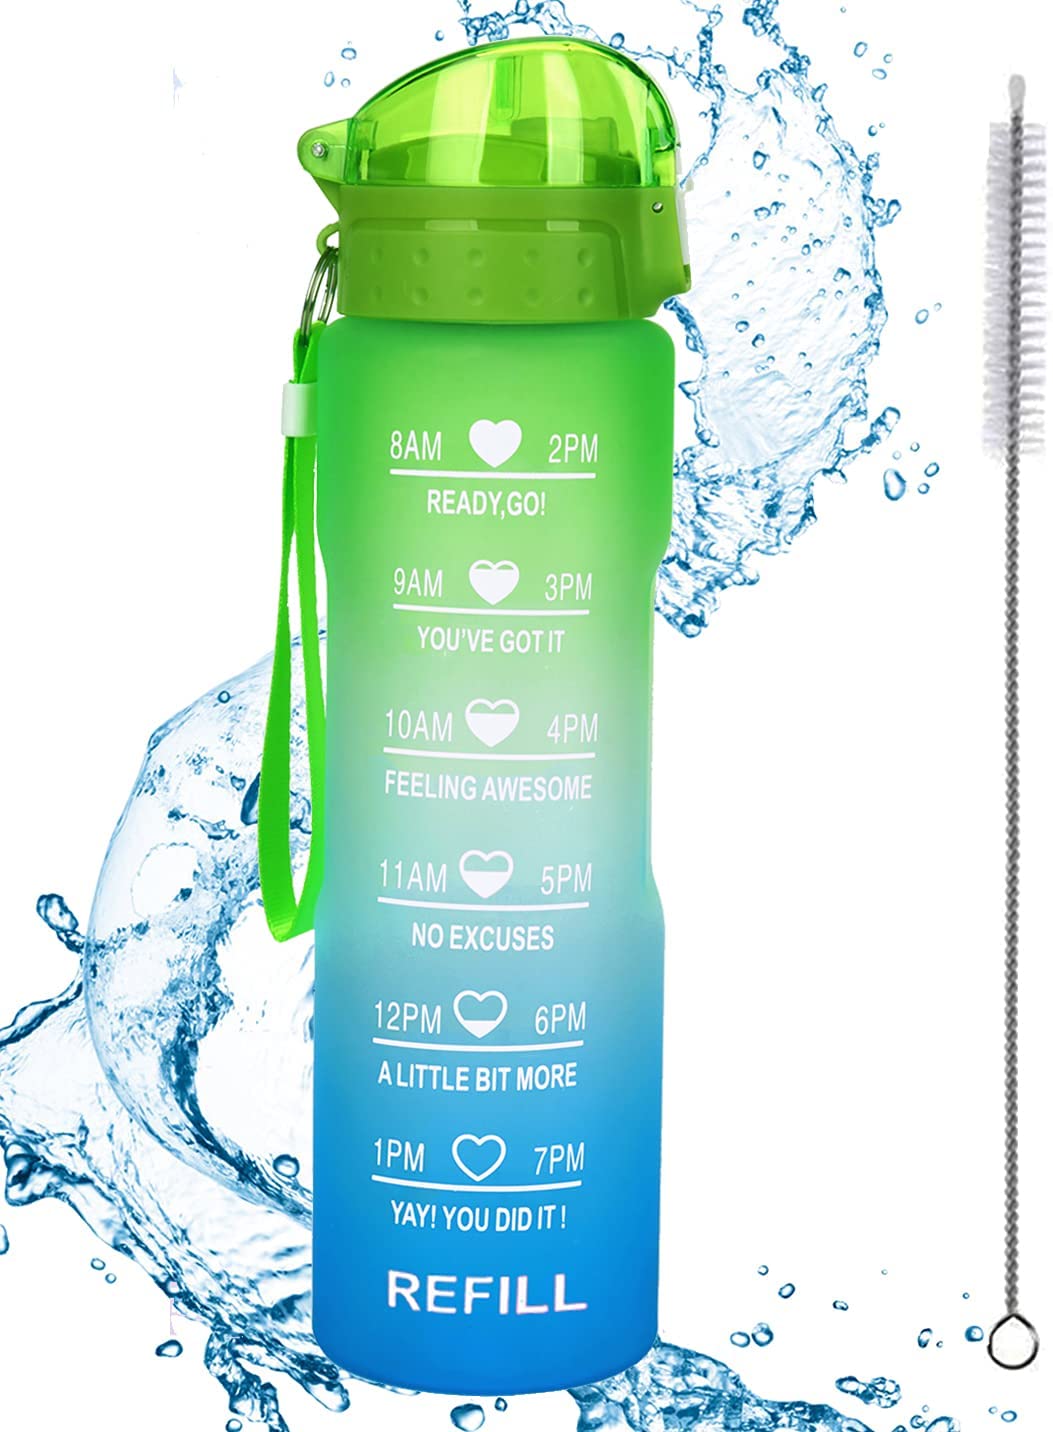 8AM 2PM
READY,GO!
9AM 3PM
YOU'VE GOT IT
10AM 4PM
FEELING AWESOME
11AM 5PM
NO EXCUSES
12PM 6PM
A LITTLE BIT MORE
1PM 7PM
YAY! YOU DID IT !
REFILL